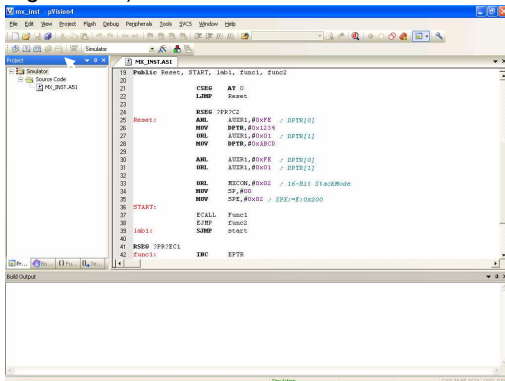 mx_inst - µVision4
File Edit View Project Flash Debug Peripherals Tools SVCS Window Help
Simulator
Project
MX_INST.A51
Simulator
Source Code
MX_INST.A51
19 Public Reset, START, lab1, func1, func2
20
21 CSEG AT 0
22 LJMP Reset
23
24 RSEG ?PR?C2
25 Reset: ANL AUXR1,#0xFE ; DPTR[0]
26 MOV DPTR,#0x1234
27 ORL AUXR1,#0x01 ; DPTR[1]
28 MOV DPTR,#0xABCD
29
30 ANL AUXR1,#0xFE ; DPTR[0]
31 ORL AUXR1,#0x01 ; DPTR[1]
32
33 ORL MXCON,#0x02 ; 16-Bit StackMode
34 MOV SP,#00
35 MOV SPE,#0x02 ; SPX:=E:0x200
36 START:
37 ECALL Func1
38 EJMP func2
39 lab1: SJMP start
40
41 RSEG ?PR?EC1
42 func1: INC EPTR
Pr... Bo... {} Fu... Te...
Build Output
Simulation